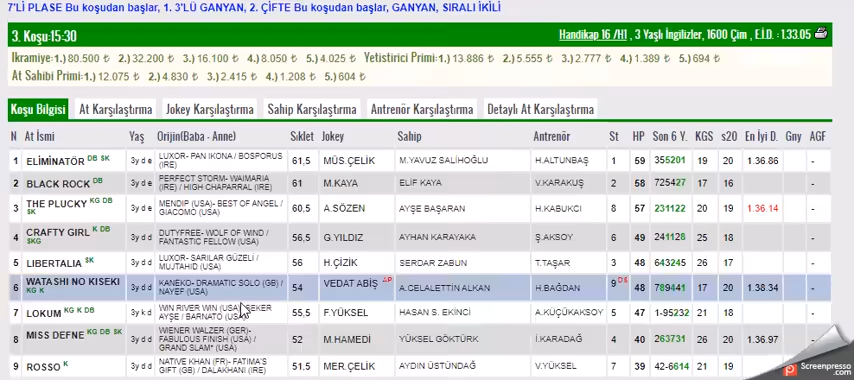 7'Lİ PLASE Bu koşudan başlar, 1. 3'LÜ GANYAN, 2. ÇİFTE Bu koşudan başlar, GANYAN, SIRALI İKİLİ
3. Koşu:15:30 Handikap 16 /H1 , 3 Yaşlı İngilizler, 1600 Çim , E.İ.D. : 1.33.05
Ikramiye:1.) 80.500 ₺ 2.) 32.200 ₺ 3.) 16.100 ₺ 4.) 8.050 ₺ 5.) 4.025 ₺ Yetistirici Primi:1.) 13.886 ₺ 2.) 5.555 ₺ 3.) 2.777 ₺ 4.) 1.389 ₺ 5.) 694 ₺
At Sahibi Primi:1.) 12.075 ₺ 2.) 4.830 ₺ 3.) 2.415 ₺ 4.) 1.208 ₺ 5.) 604 ₺
Koşu Bilgisi At Karşılaştırma Jokey Karşılaştırma Sahip Karşılaştırma Antrenör Karşılaştırma Detaylı At Karşılaştırma
N At İsmi Yaş Orijin(Baba - Anne) Sıklet Jokey Sahip Antrenör St HP Son 6 Y. KGS s20 En İyi D. Gny AGF
1 ELİMİNATÖR DB SK 3y d e LUXOR- PAN IKONA / BOSPORUS (IRE) 61,5 MÜS.ÇELİK M.YAVUZ SALİHOĞLU H.ALTUNBAŞ 1 59 355201 19 20 1.36.86 -
2 BLACK ROCK DB 3y d e PERFECT STORM- WAIMARIA (IRE) / HIGH CHAPARRAL (IRE) 61 M.KAYA ELİF KAYA V.KARAKUŞ 2 58 725427 17 16 -
3 THE PLUCKY KG DB SK 3y d e MENDIP (USA)- BEST OF ANGEL / GIACOMO (USA) 60,5 A.SÖZEN AYŞE BAŞARAN H.KABUKCI 8 57 231122 20 19 1.36.14 -
4 CRAFTY GIRL K DB SKG 3y d d DUTYFREE- WOLF OF WIND / FANTASTIC FELLOW (USA) 56,5 G.YILDIZ AYHAN KARAYAKA Ş.AKSOY 6 49 241128 25 18 -
5 LIBERTALIA SK 3y d d LUXOR- SARILAR GÜZELİ / MUJTAHID (USA) 56 H.ÇİZİK SERDAR ZABUN T.TAŞAR 3 48 643245 26 17 -
6 WATASHI NO KISEKI KG K 3y d d KANEKO- DRAMATIC SOLO (GB) / NAYEF (USA) 54 VEDAT ABİŞ AP A.CELALETTİN ALKAN H.BAĞDAN 9 DS 48 789441 17 20 1.38.34 -
7 LOKUM KG K DB 3y k d WIN RIVER WIN (USA)- SEKER AYŞE / BARNATO (USA) 55,5 F.YÜKSEL HASAN S. EKİNCİ A.KÜÇÜKAKSOY 5 47 1-95232 21 18 -
8 MISS DEFNE KG DB SK 3y d d WIENER WALZER (GER)- FABULOUS FINISH (USA) / GRAND SLAM* (USA) 52 M.HAMEDİ YÜKSEL GÖKTÜRK İ.KARADAĞ 4 40 263731 26 20 1.36.97 -
9 ROSSO K 3y d d NATIVE KHAN (FR)- FATIMA'S GIFT (GB) / DALAKHANI (IRE) 51,5 MER.ÇELİK AYDIN ÜSTÜNDAĞ V.YÜKSEL 7 39 42-6614 21 19 -
Screenpresso.com